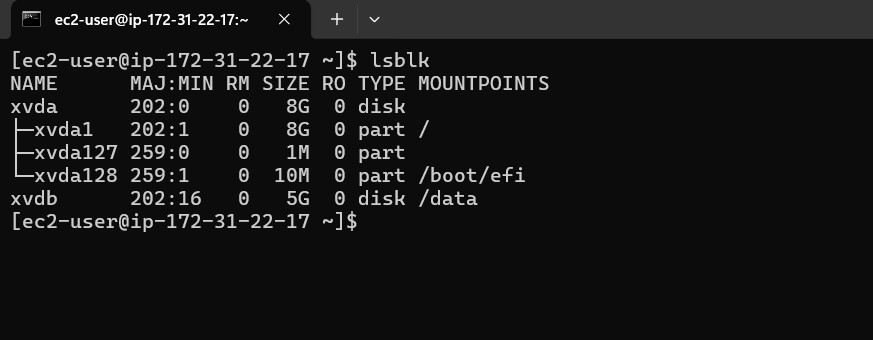 ec2-user@ip-172-31-22-17:~
[ec2-user@ip-172-31-22-17 ~]$ lsblk
NAME      MAJ:MIN RM SIZE RO TYPE MOUNTPOINTS
xvda      202:0    0   8G  0 disk
├─xvda1   202:1    0   8G  0 part /
├─xvda127 259:0    0   1M  0 part
└─xvda128 259:1    0  10M  0 part /boot/efi
xvdb      202:16   0   5G  0 disk /data
[ec2-user@ip-172-31-22-17 ~]$